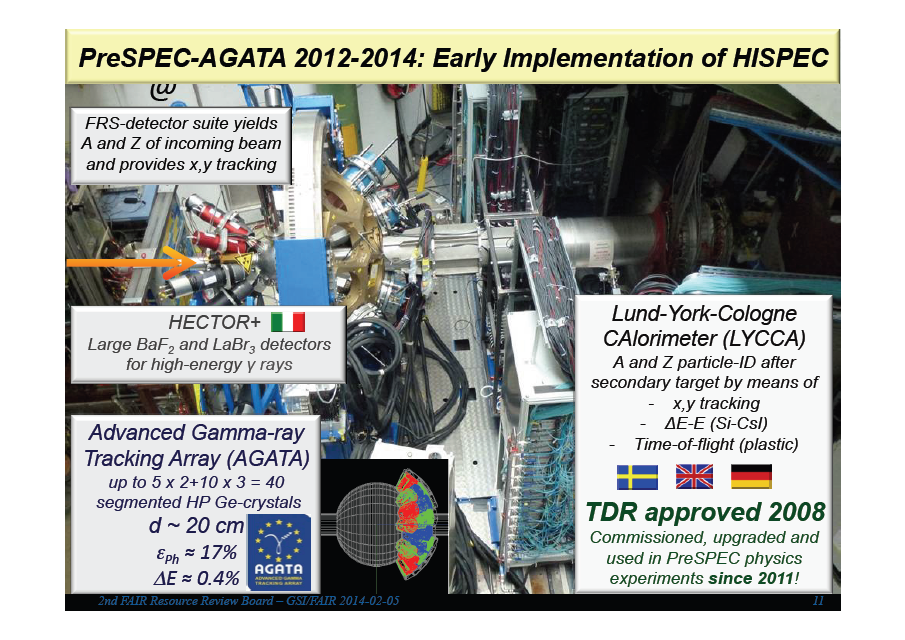 PreSPEC-AGATA 2012-2014: Early Implementation of HISPEC
@
FRS-detector suite yields
A and Z of incoming beam
and provides x,y tracking
HECTOR+
Large BaF₂ and LaBr₃ detectors
for high-energy γ rays
Advanced Gamma-ray
Tracking Array (AGATA)
up to 5 x 2+10 x 3 = 40
segmented HP Ge-crystals
d ~ 20 cm
εPh ≈ 17%
ΔE ≈ 0.4%
AGATA
ADVANCED GAMMA
TRACKING ARRAY
Lund-York-Cologne
CAlorimeter (LYCCA)
A and Z particle-ID after
secondary target by means of
- x,y tracking
- ΔE-E (Si-CsI)
- Time-of-flight (plastic)
TDR approved 2008
Commissioned, upgraded and
used in PreSPEC physics
experiments since 2011!
2nd FAIR Resource Review Board – GSI/FAIR 2014-02-05
11